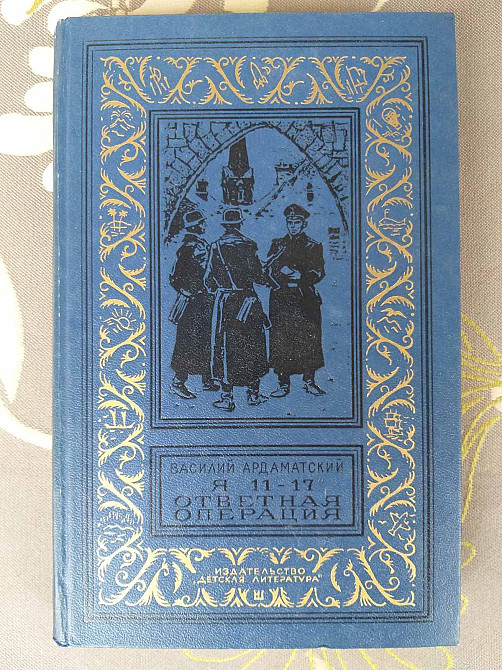 ВАСИЛИЙ АРДАМАТСКИЙ
Я 11-17
ОТВЕТНАЯ
ОПЕРАЦИЯ
ИЗДАТЕЛЬСТВО
„ДЕТСКАЯ ЛИТЕРАТУРА"